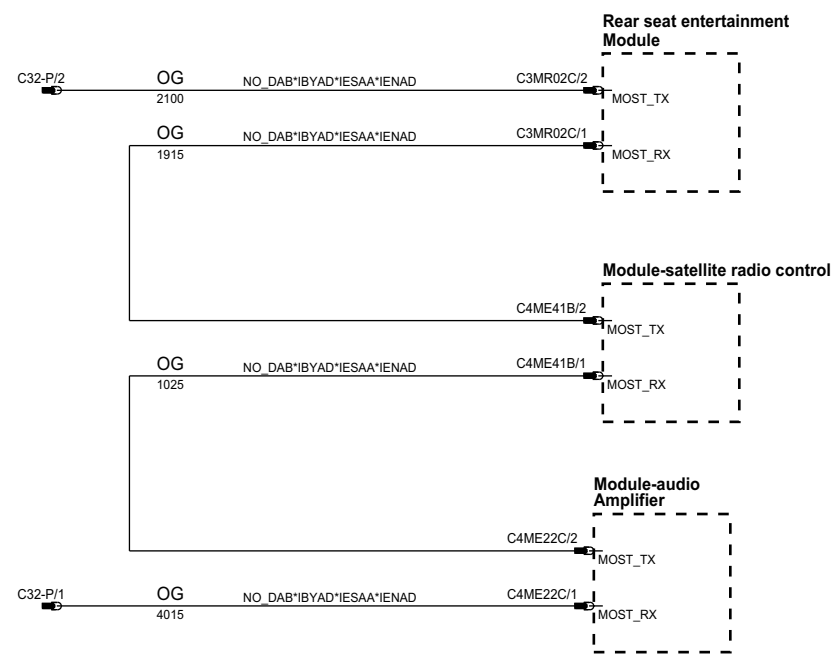 Rear seat entertainment
Module
C32-P/2
OG
NO_DAB*IBYAD*IESAA*IENAD
C3MR02C/2
2100
MOST_TX
OG
NO_DAB*IBYAD*IESAA*IENAD
C3MR02C/1
1915
MOST_RX
Module-satellite radio control
C4ME41B/2
MOST_TX
OG
NO_DAB*IBYAD*IESAA*IENAD
C4ME41B/1
1025
MOST_RX
Module-audio
Amplifier
C4ME22C/2
MOST_TX
C32-P/1
OG
NO_DAB*IBYAD*IESAA*IENAD
C4ME22C/1
4015
MOST_RX